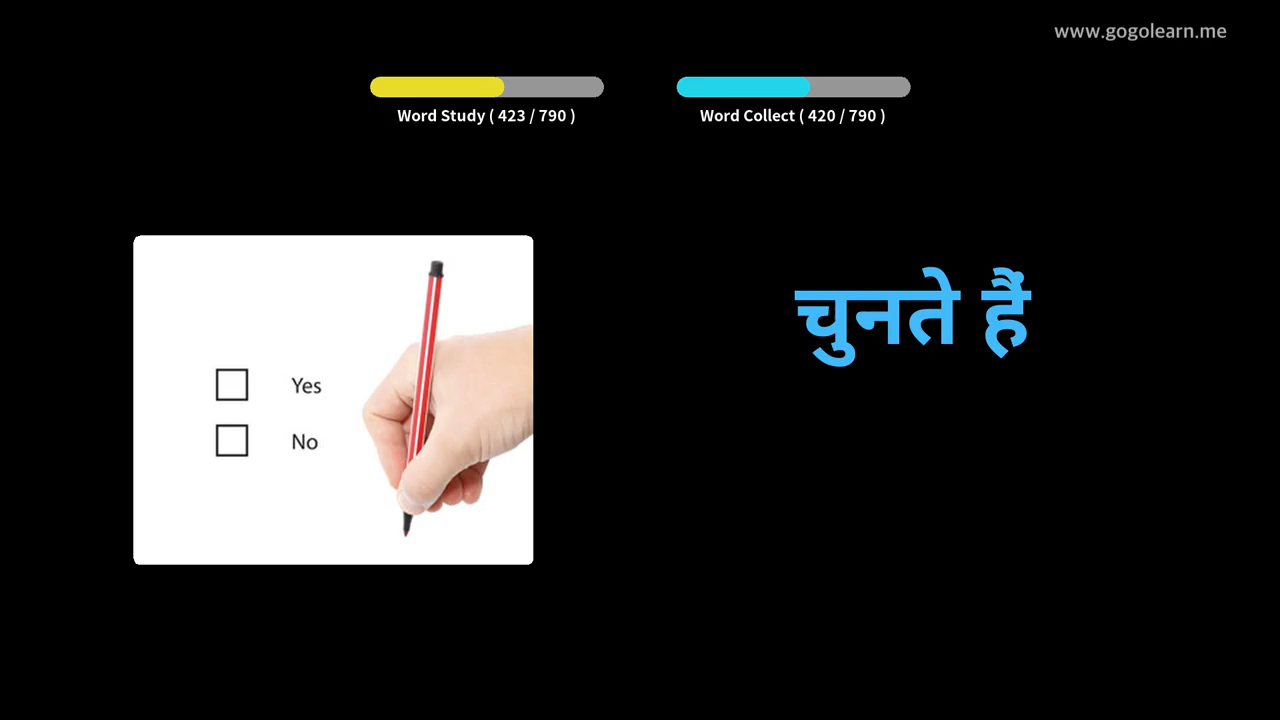 www.gogolearn.me
Word Study ( 423 / 790 )
Word Collect ( 420 / 790 )
चुनते हैं
Yes
No